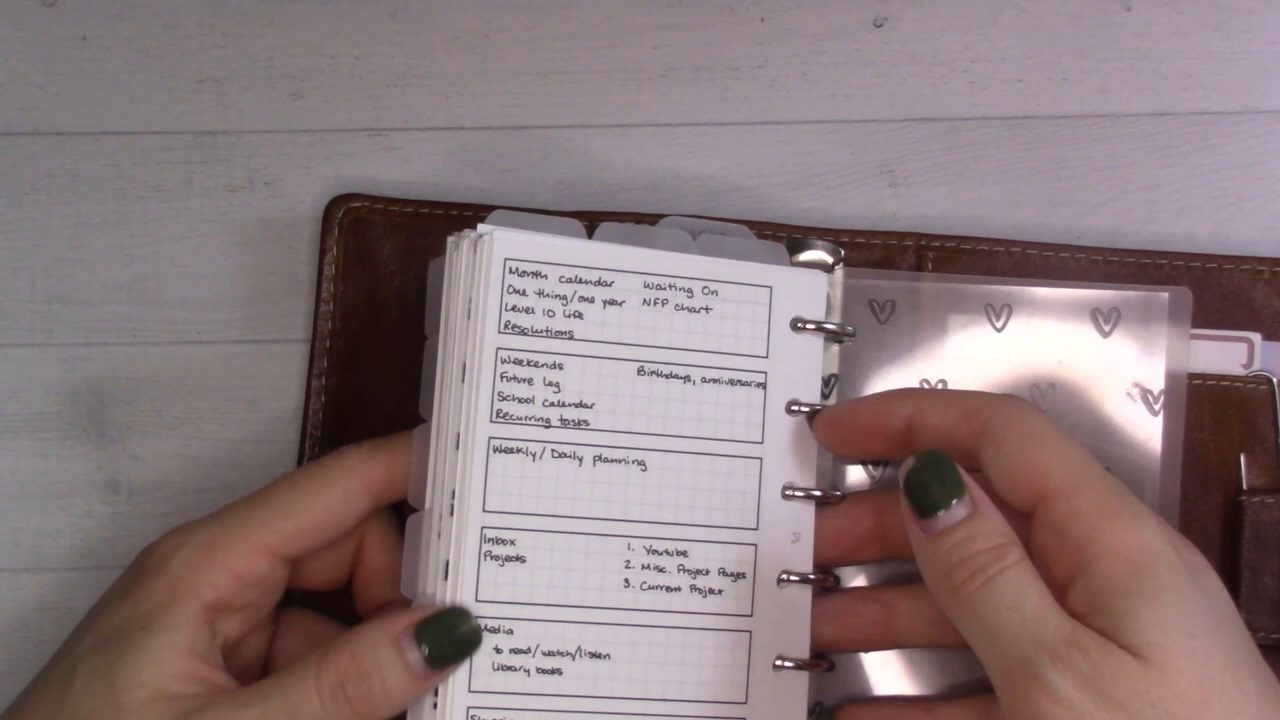 Month calendar
One thing/one year
Level 10 life
Resolutions
Waiting On
NFP chart
Weekends
Future log
School calendar
Recurring tasks
Birthdays, anniversaries
Weekly/Daily planning
Inbox
Projects
1. Youtube
2. Misc. Project Pages
3. Current Project
Media
to read/watch/listen
Library books